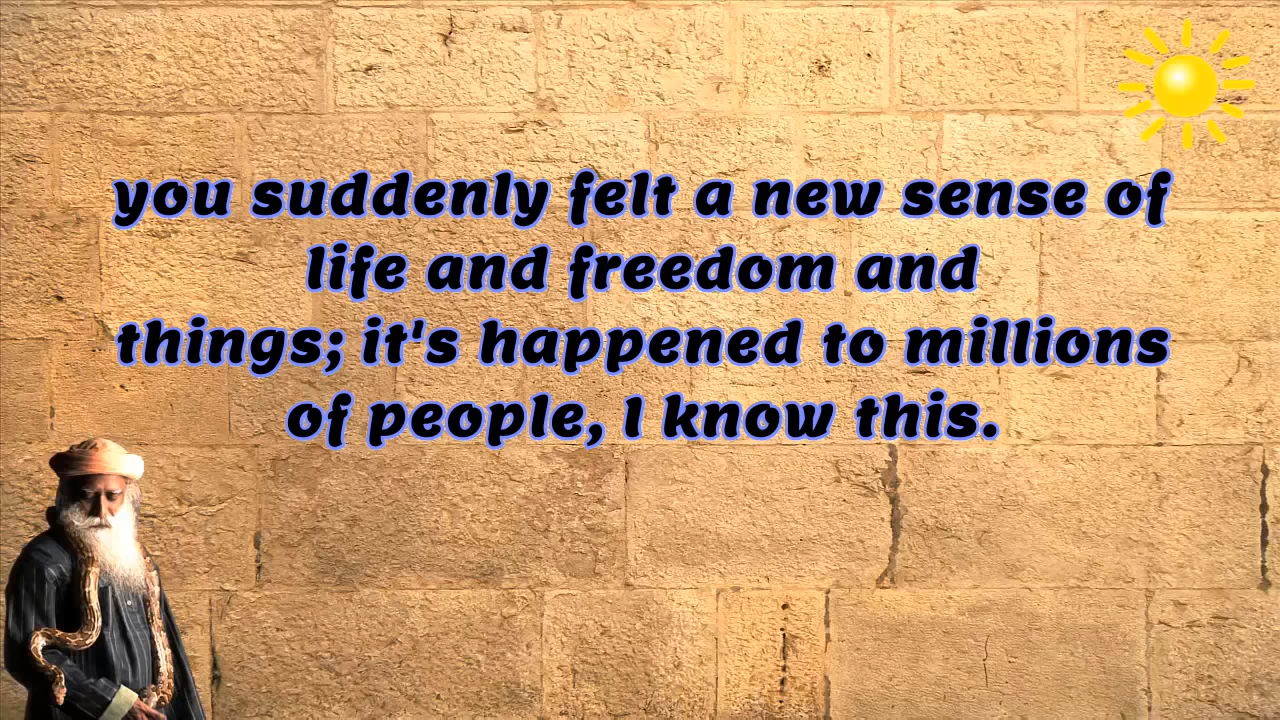 you suddenly felt a new sense of
life and freedom and
things; it's happened to millions
of people, I know this.